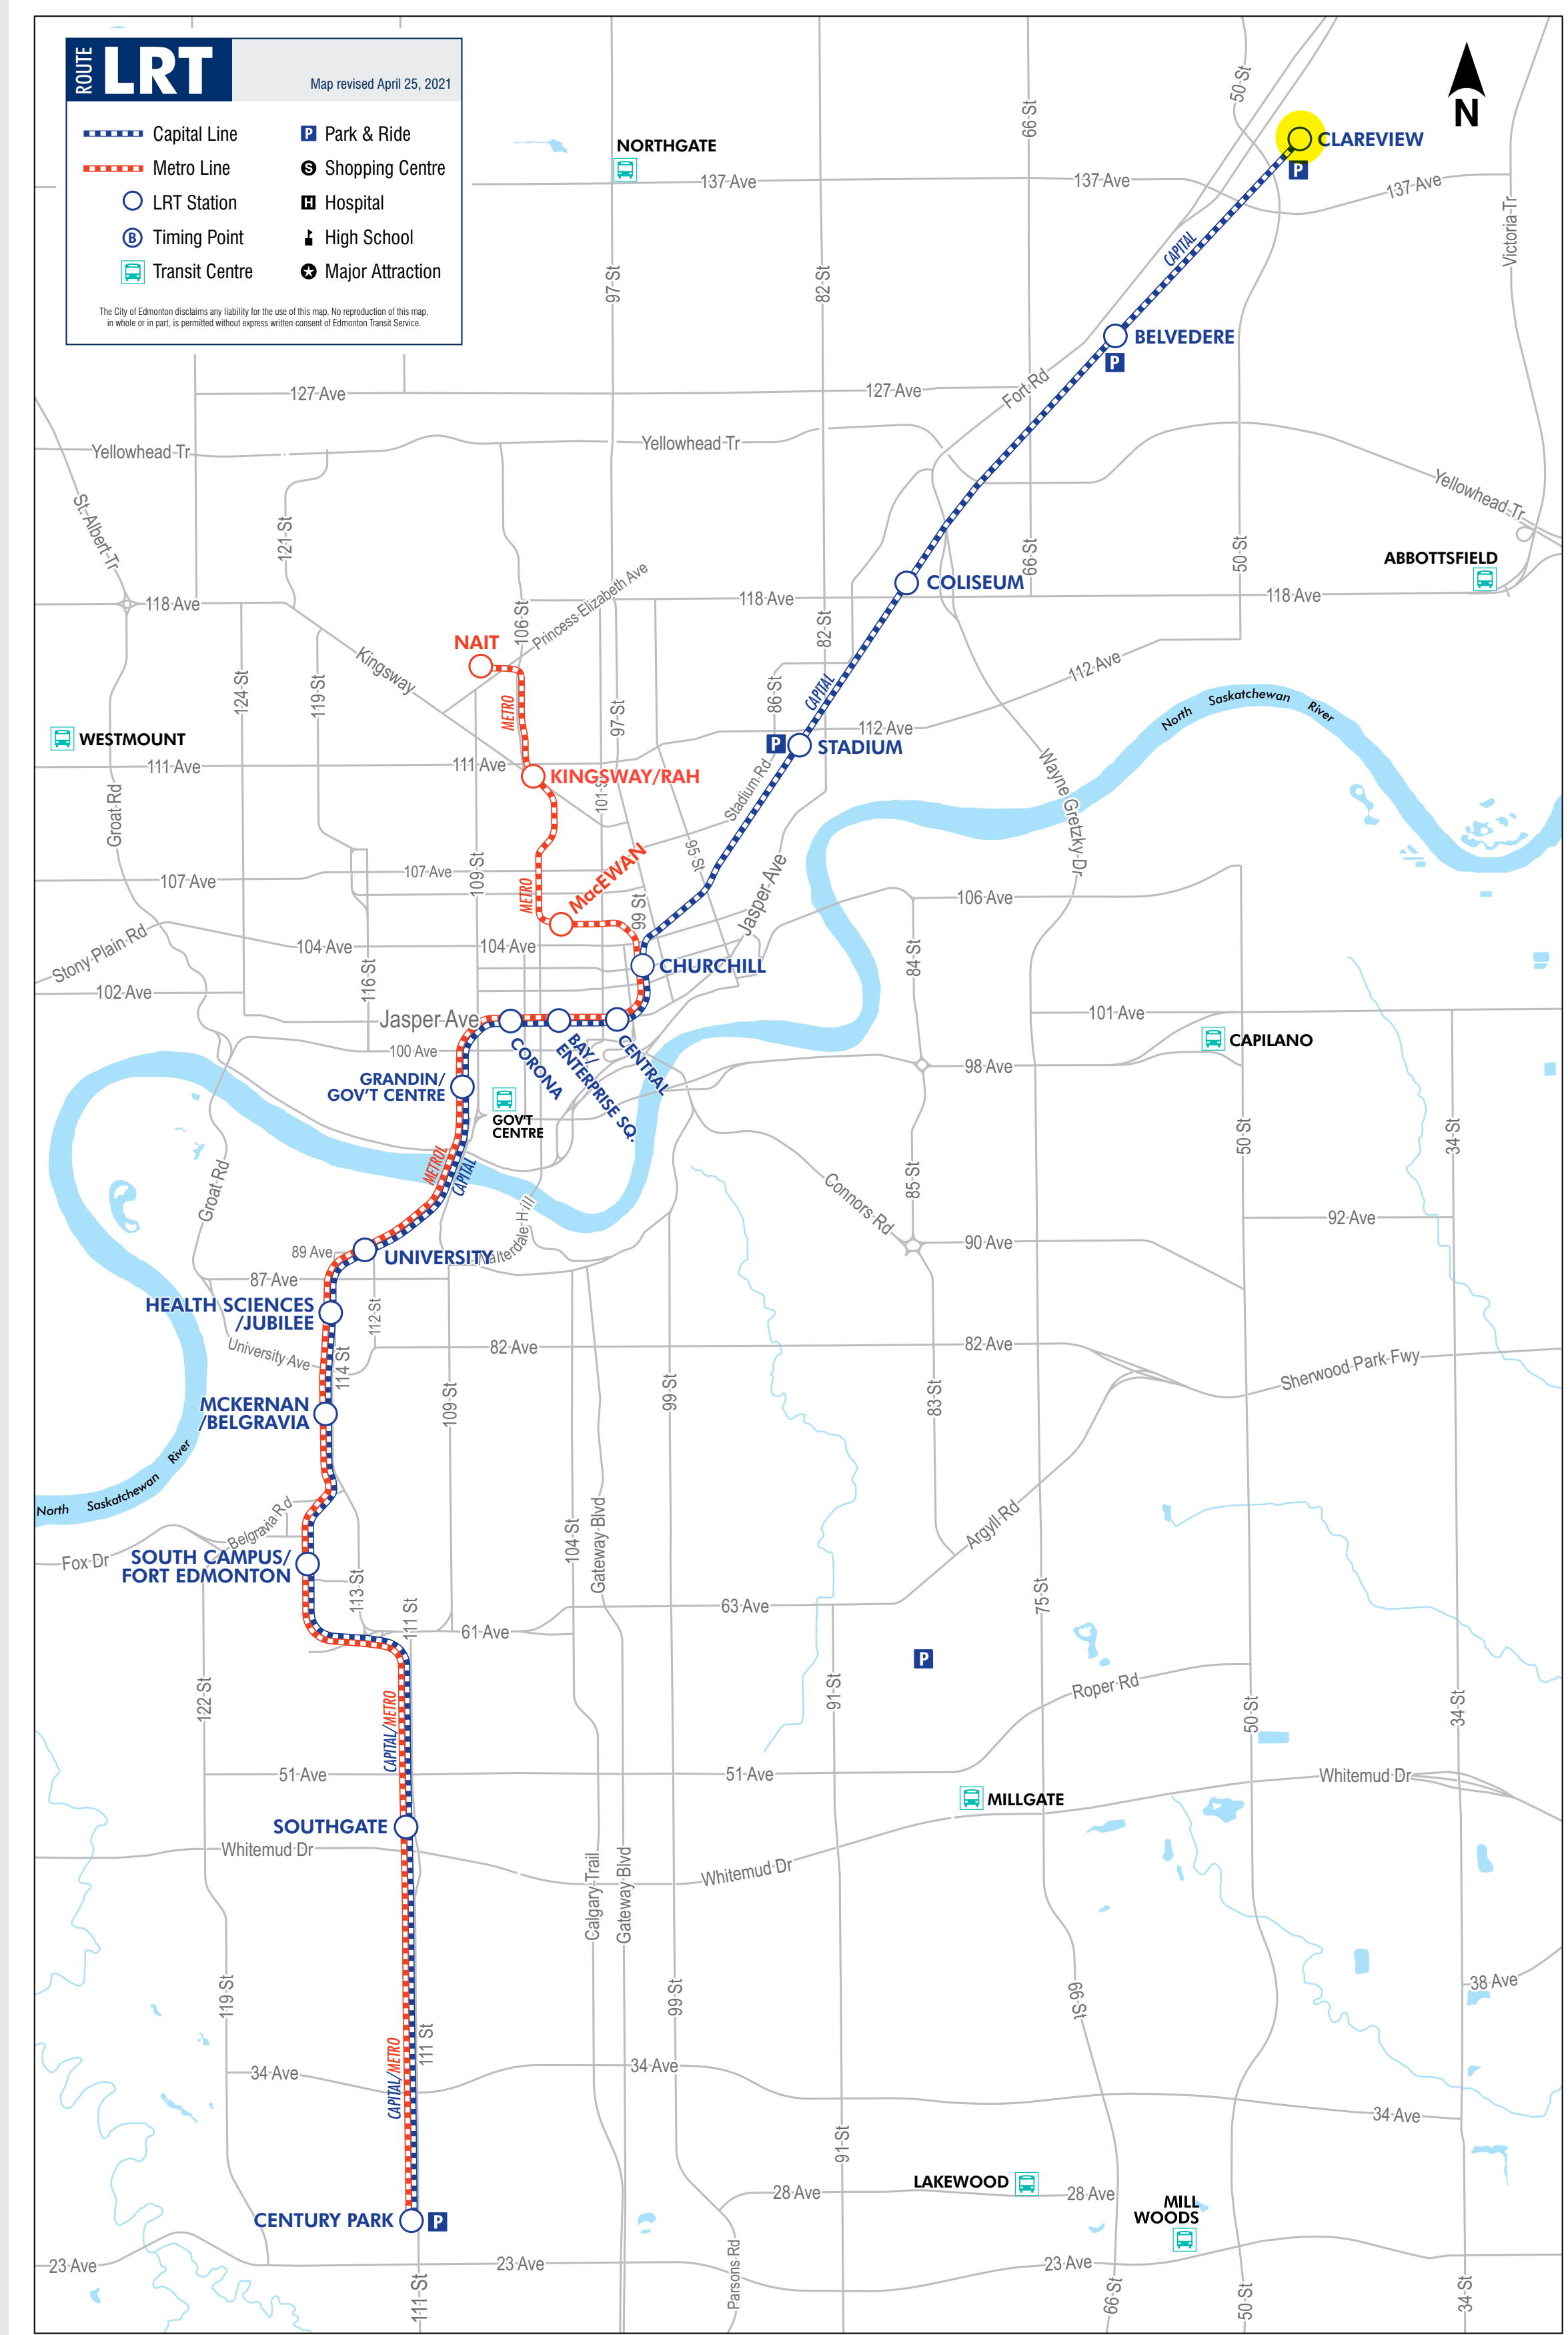 ROUTE
LRT
Map revised April 25, 2021
Capital Line
P Park & Ride
Metro Line
S Shopping Centre
LRT Station
H Hospital
B Timing Point
High School
Transit Centre
Major Attraction
The City of Edmonton disclaims any liability for the use of this map. No reproduction of this map,
in whole or in part, is permitted without express written consent of Edmonton Transit Service.
N
50-St
66 St
CLAREVIEW
P
NORTHGATE
137-Ave
137 Ave
137-Ave
Victoria-Tr
97-St
82-St
CAPITAL
BELVEDERE
P
127-Ave
127-Ave
Fort-Rd
Yellowhead-Tr
Yellowhead Tr
Yellowhead-Tr
St-Albert-Tr
121-St
66-St
50-St
ABBOTTSFIELD
COLISEUM
118 Ave
118-Ave
118 Ave
Princess Elizabeth Ave
106-St
82-St
NAIT
Kingsway
124-St
119-St
METRO
97-St
86-St
CAPITAL
112-Ave
North Saskatchewan River
WESTMOUNT
P
STADIUM
112-Ave
111-Ave
111-Ave
KINGSWAY/RAH
101-S
Stadium Rd
Wayne Gretzky-Dr
Groat-Rd
107-Ave
107-Ave
109-St
95-St
METRO
MacEWAN
99 St
Jasper-Ave
106 Ave
Stony-Plain-Rd
104-Ave
104-Ave
84-St
116-St
CHURCHILL
102-Ave
Jasper Ave
101-Ave
CAPILANO
100 Ave
CORONA
BAY/
ENTERPRISE SQ.
CENTRAL
98-Ave
GRANDIN/
GOV'T CENTRE
GOV'T
CENTRE
50-St
34-St
METROL
CAPITAL
Groat-Rd
85-St
Connors-Rd
92-Ave
90-Ave
89 Ave
UNIVERSITY
Walterdale-Hill
87-Ave
HEALTH SCIENCES
/JUBILEE
112-St
University Ave
114 St
82-Ave
82 Ave
Sherwood-Park-Fwy
MCKERNAN
/BELGRAVIA
109-St
99-St
83-St
North Saskatchewan River
Belgravia-Rd
Fox-Dr
SOUTH CAMPUS/
FORT EDMONTON
113-St
104-St
Gateway-Blvd
Argyll-Rd
75-St
111 St
61-Ave
63-Ave
P
122-St
CAPITAL/METRO
91-St
Roper Rd
50-St
34-St
51 Ave
51-Ave
Whitemud-Dr
MILLGATE
SOUTHGATE
Whitemud Dr
Whitemud Dr
Calgary-Trail
Gateway Blvd
119-St
99-St
66-St
38-Ave
CAPITAL/METRO
111 St
34-Ave
34-Ave
34-Ave
91-St
LAKEWOOD
28-Ave
28-Ave
MILL
WOODS
CENTURY PARK
P
23-Ave
23-Ave
23-Ave
111-St
Parsons-Rd
66-St
50-St
34-St